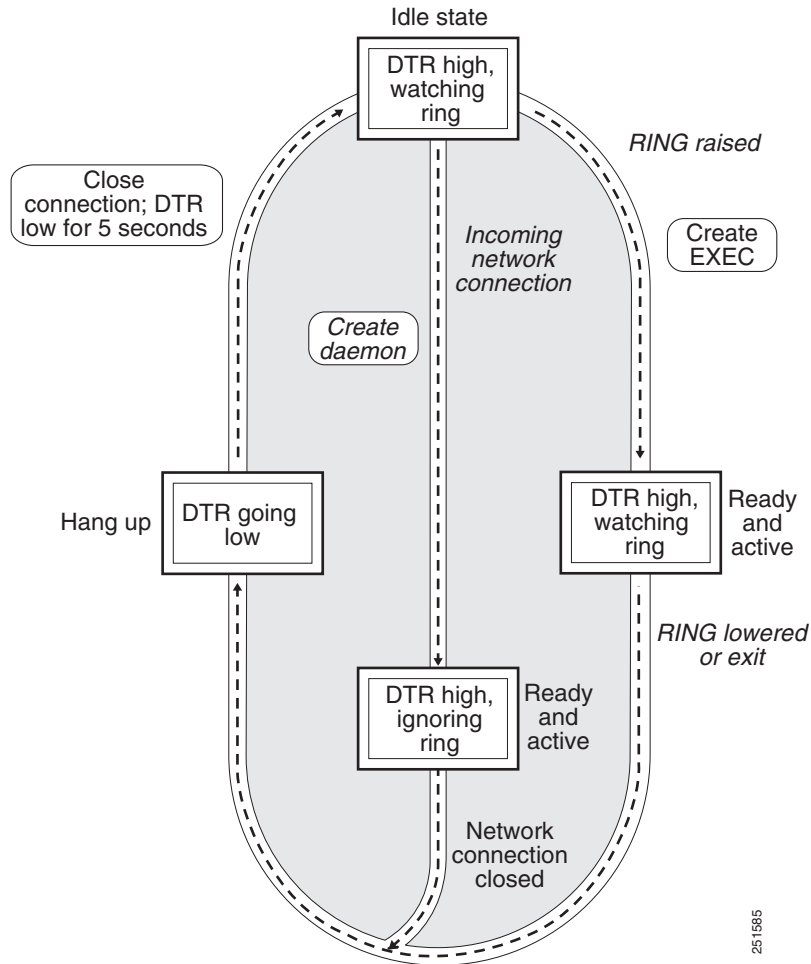 Idle state
DTR high,
watching
ring
RING raised
Close
connection; DTR
low for 5 seconds
Incoming
network
connection
Create
EXEC
Create
daemon
Hang up
DTR going
low
DTR high,
watching
ring
Ready
and
active
RING lowered
or exit
DTR high,
ignoring
ring
Ready
and
active
Network
connection
closed
251585